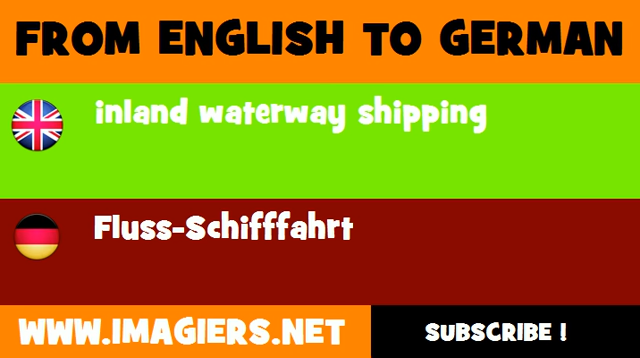 FROM ENGLISH TO GERMAN
inland waterway shipping
Fluss-Schifffahrt
WWW.IMAGIERS.NET
SUBSCRIBE !